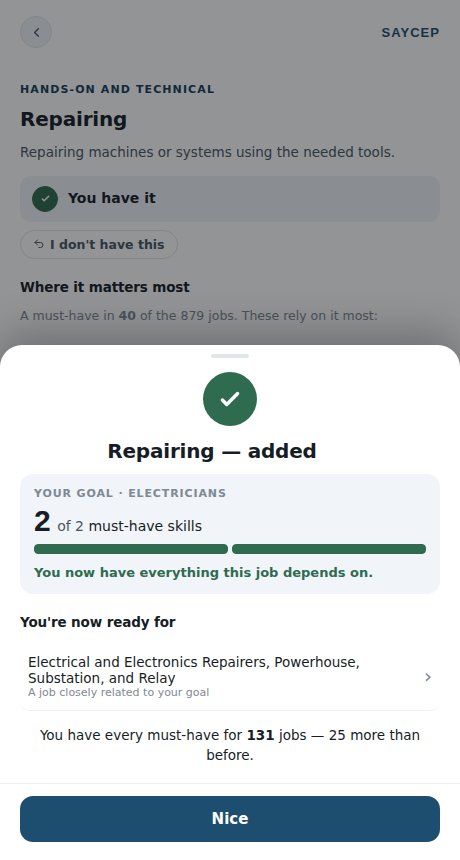 SAYCEP
HANDS-ON AND TECHNICAL
Repairing
Repairing machines or systems using the needed tools.
You have it
I don't have this
Where it matters most
A must-have in 40 of the 879 jobs. These rely on it most:
Repairing — added
YOUR GOAL · ELECTRICIANS
2 of 2 must-have skills
You now have everything this job depends on.
You're now ready for
Electrical and Electronics Repairers, Powerhouse,
Substation, and Relay
A job closely related to your goal
You have every must-have for 131 jobs — 25 more than
before.
Nice